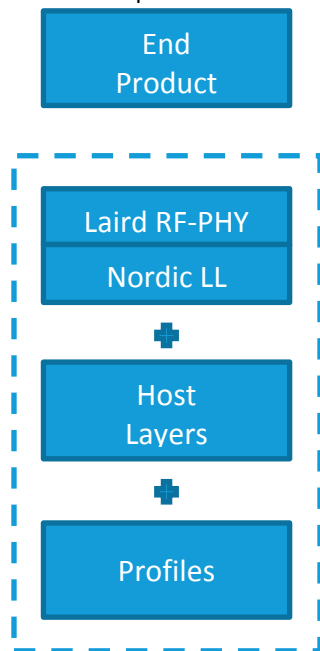 End
Product
Laird RF-PHY
Nordic LL
Host
Layers
Profiles